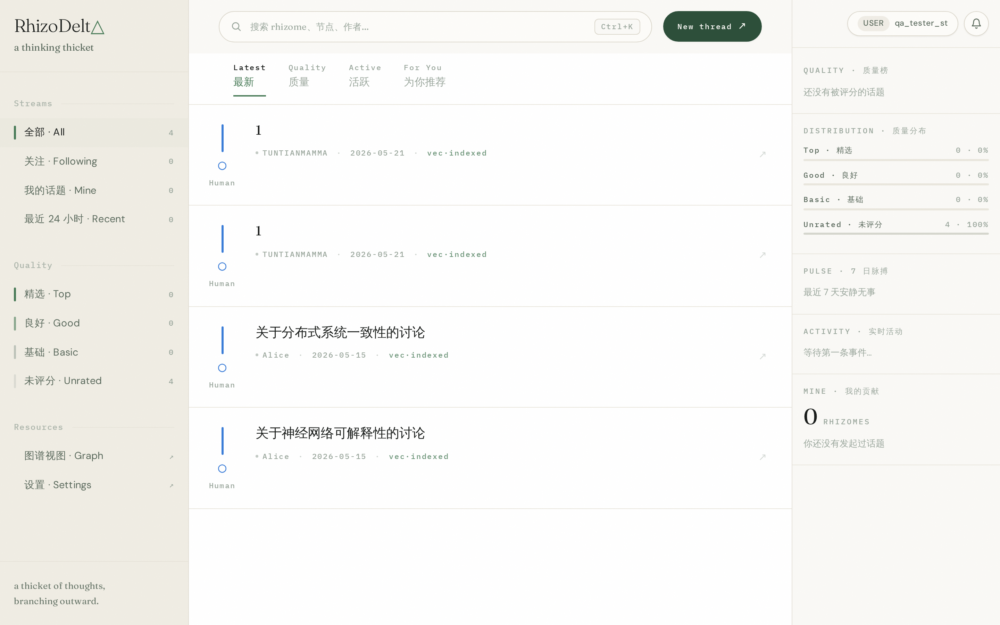 RhizoDelt△
a thinking thicket
Streams
全部 · All 4
关注 · Following 0
我的话题 · Mine 0
最近 24 小时 · Recent 0
Quality
精选 · Top 0
良好 · Good 0
基础 · Basic 0
未评分 · Unrated 4
Resources
图谱视图 · Graph ↗
设置 · Settings ↗
a thicket of thoughts,
branching outward.
搜索 rhizome、节点、作者... Ctrl+K
New thread ↗
Latest Quality Active For You
最新 质量 活跃 为你推荐
1
TUNTIANMAMMA · 2026-05-21 · vec·indexed ↗
Human
1
TUNTIANMAMMA · 2026-05-21 · vec·indexed ↗
Human
关于分布式系统一致性的讨论
Alice · 2026-05-15 · vec·indexed ↗
Human
关于神经网络可解释性的讨论
Alice · 2026-05-15 · vec·indexed ↗
Human
USER qa_tester_st
QUALITY · 质量榜
还没有被评分的话题
DISTRIBUTION · 质量分布
Top · 精选 0 · 0%
Good · 良好 0 · 0%
Basic · 基础 0 · 0%
Unrated · 未评分 4 · 100%
PULSE · 7 日脉搏
最近 7 天安静无事
ACTIVITY · 实时活动
等待第一条事件...
MINE · 我的贡献
0 RHIZOMES
你还没有发起过话题